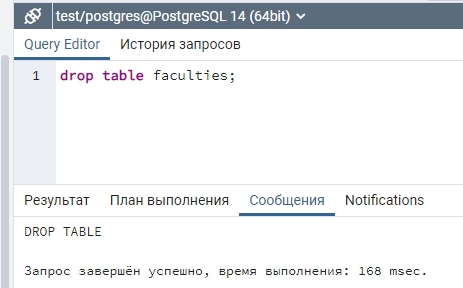 test/postgres@PostgreSQL 14 (64bit)
Query Editor История запросов
1 drop table faculties;
Результат План выполнения Сообщения Notifications
DROP TABLE
Запрос завершён успешно, время выполнения: 168 msec.